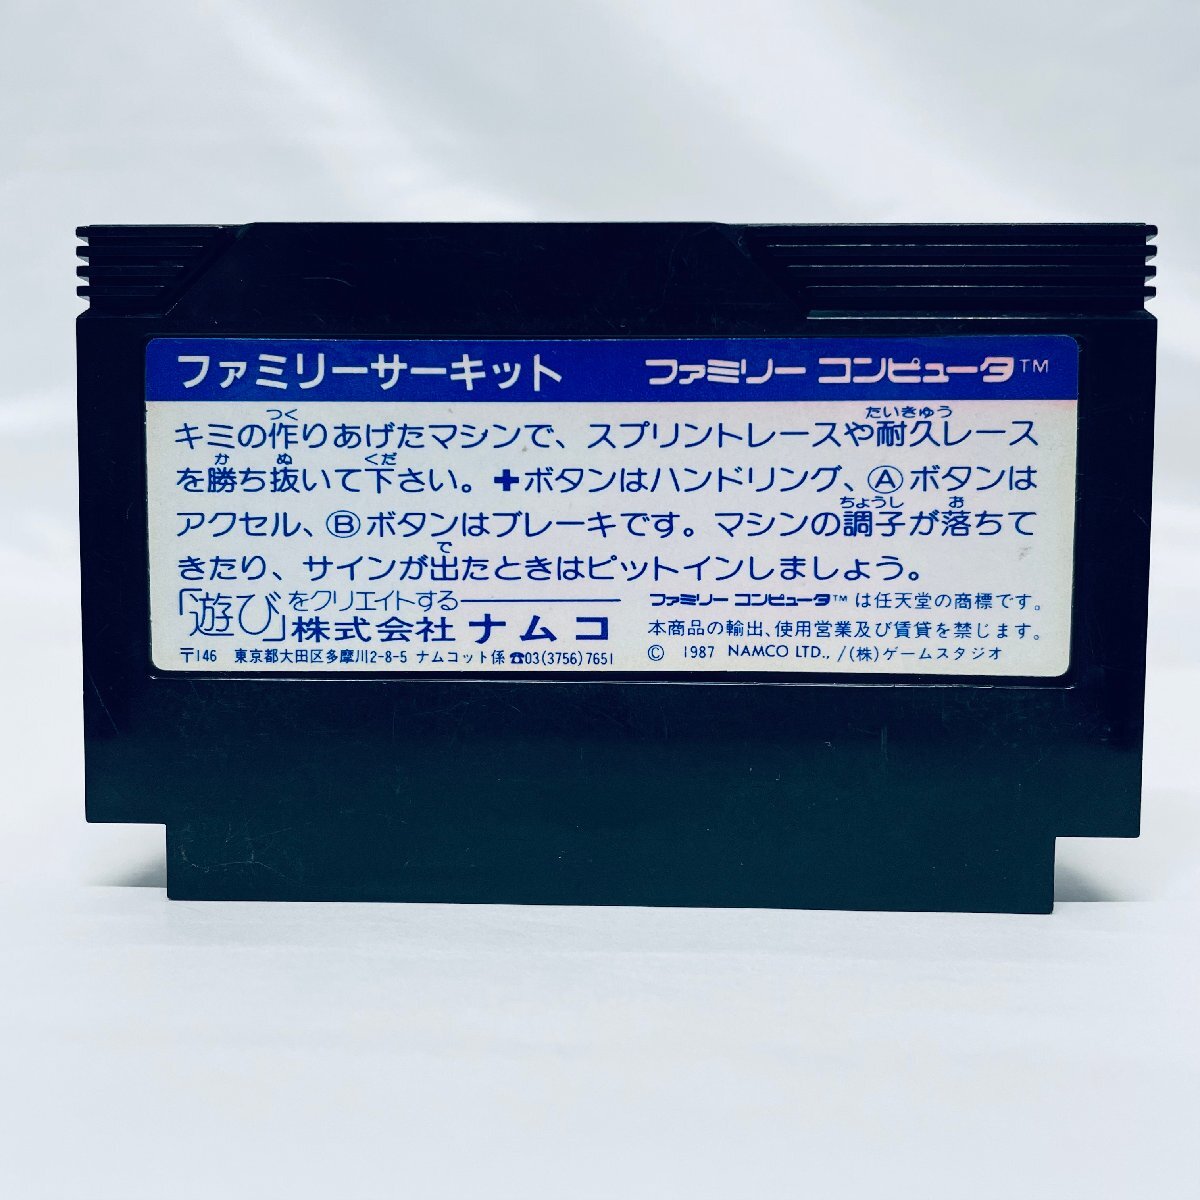 ファミリーサーキット ファミリー コンピュータ™
キミの作りあげたマシンで、スプリントレースや耐久レース
を勝ち抜いて下さい。✚ボタンはハンドリング、Ⓐボタンは
アクセル、Ⓑボタンはブレーキです。マシンの調子が落ちて
きたり、サインが出たときはピットインしましょう。
「遊び」をクリエイトする
株式会社 ナムコ
〒146 東京都大田区多摩川2-8-5 ナムコット係 ☎03(3756)7651
ファミリー コンピュータ™ は任天堂の商標です。
本商品の輸出、使用営業及び賃貸を禁じます。
© 1987 NAMCO LTD., /(株)ゲームスタジオ